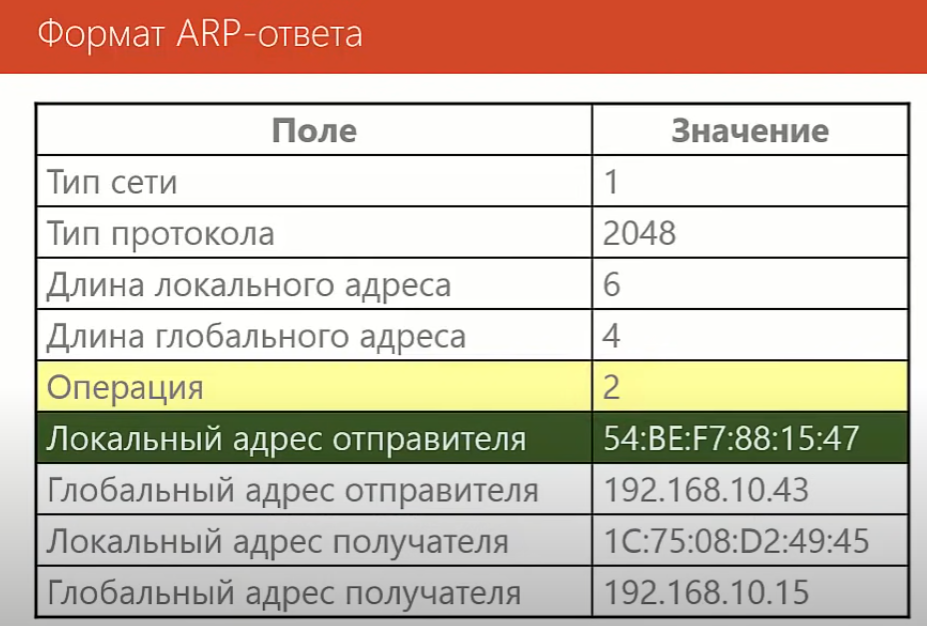 Формат ARP-ответа
Поле Значение
Тип сети 1
Тип протокола 2048
Длина локального адреса 6
Длина глобального адреса 4
Операция 2
Локальный адрес отправителя 54:BE:F7:88:15:47
Глобальный адрес отправителя 192.168.10.43
Локальный адрес получателя 1C:75:08:D2:49:45
Глобальный адрес получателя 192.168.10.15